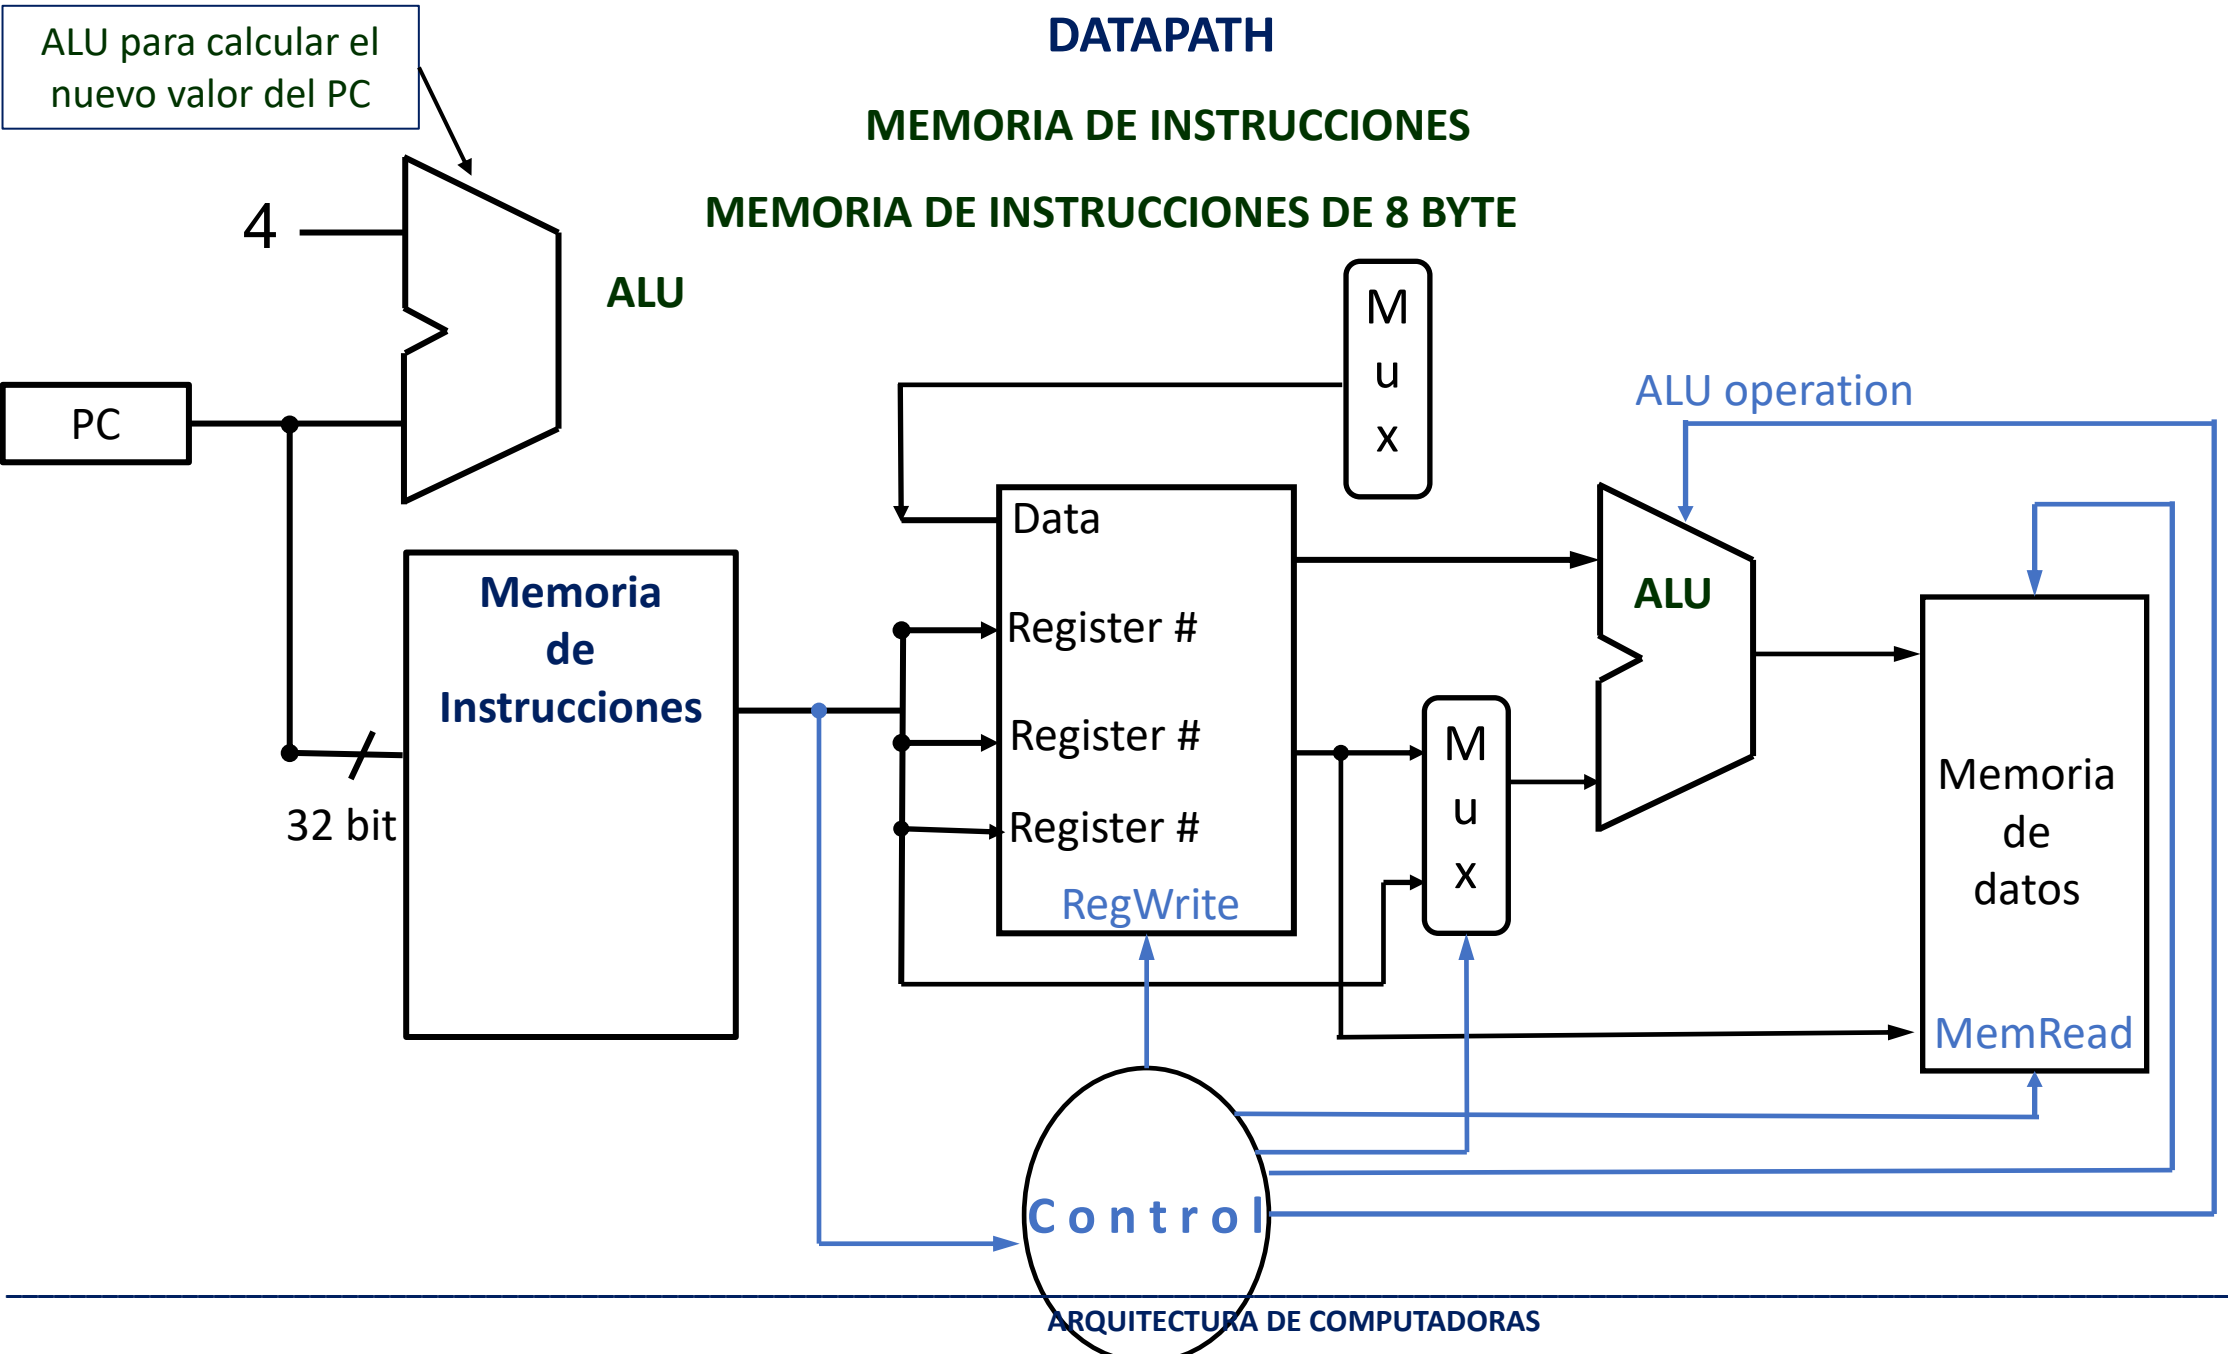 ALU para calcular el
nuevo valor del PC
DATAPATH
MEMORIA DE INSTRUCCIONES
MEMORIA DE INSTRUCCIONES DE 8 BYTE
4
ALU
PC
M
u
x
ALU operation
Data
Register #
Register #
Register #
RegWrite
Memoria
de
Instrucciones
32 bit
ALU
M
u
x
Memoria
de
datos
MemRead
Control
ARQUITECTURA DE COMPUTADORAS